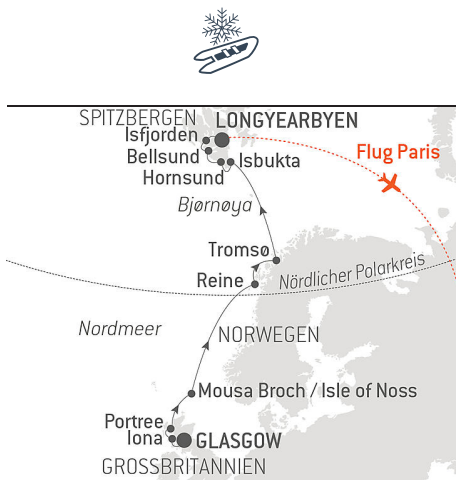 SPITZBERGEN
LONGYEARBYEN
Isfjorden
Flug Paris
Bellsund
Isbukta
Hornsund
Bjørnøya
Tromsø
Nördlicher Polarkreis
Reine
Nordmeer
NORWEGEN
Mousa Broch / Isle of Noss
Portree
Iona
GLASGOW
GROSSBRITANNIEN